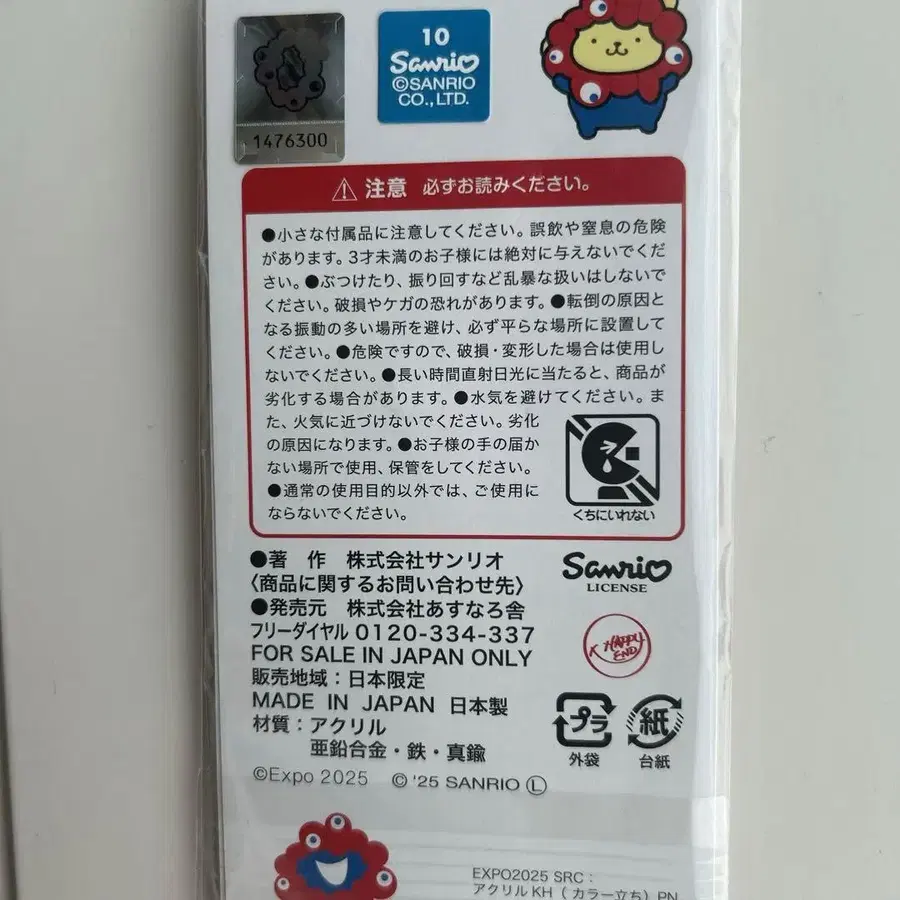 1476300
10
Sanrio
©SANRIO
CO.,LTD.
注意 必ずお読みください。
●小さな付属品に注意してください。誤飲や窒息の危険
があります。3才未満のお子様には絶対に与えないでくだ
さい。●ぶつけたり、振り回すなど乱暴な扱いはしないで
ください。破損やケガの恐れがあります。●転倒の原因と
なる振動の多い場所を避け、必ず平らな場所に設置して
ください。●危険ですので、破損・変形した場合は使用し
ないでください。●長い時間直射日光に当たると、商品が
劣化する場合があります。●水気を避けてください。ま
た、火気に近づけないでください。劣化
の原因になります。●お子様の手の届か
ない場所で使用、保管をしてください。
●通常の使用目的以外では、ご使用に
ならないでください。
くちにいれない
●著 作 株式会社サンリオ
〈商品に関するお問い合わせ先〉
●発売元 株式会社あすなろ舎
フリーダイヤル 0120-334-337
FOR SALE IN JAPAN ONLY
販売地域：日本限定
MADE IN JAPAN 日本製
材質：アクリル
亜鉛合金・鉄・真鍮
©Expo 2025 © '25 SANRIO Ⓛ
Sanrio
LICENSE
K HAPPY
END
プラ
外袋
紙
台紙
EXPO2025 SRC：
アクリルKH（カラー立ち）PN